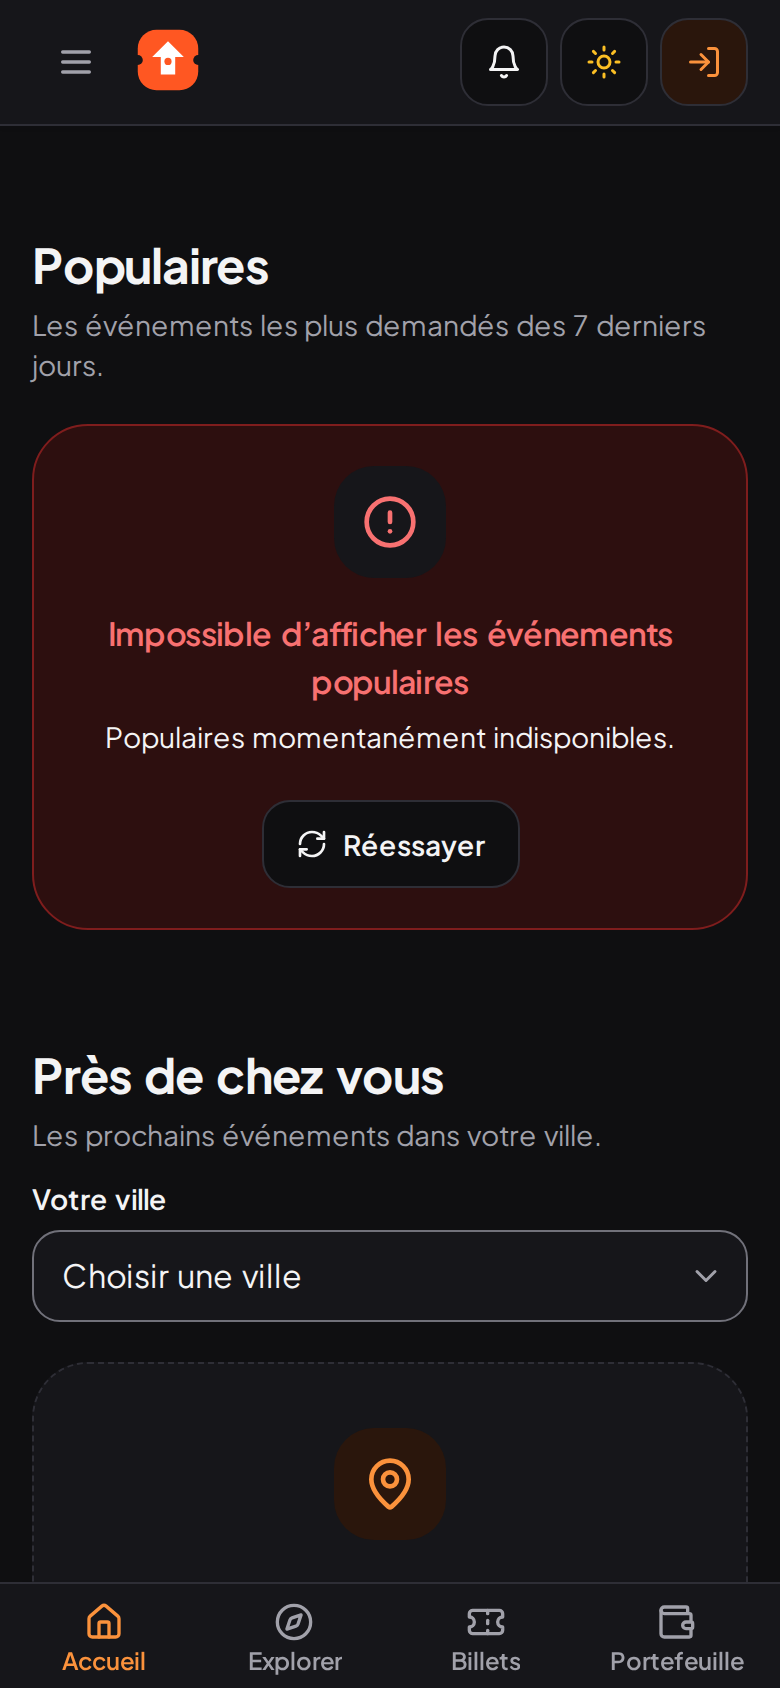 Populaires
Les événements les plus demandés des 7 derniers
jours.
Impossible d’afficher les événements
populaires
Populaires momentanément indisponibles.
Réessayer
Près de chez vous
Les prochains événements dans votre ville.
Votre ville
Choisir une ville
Accueil
Explorer
Billets
Portefeuille